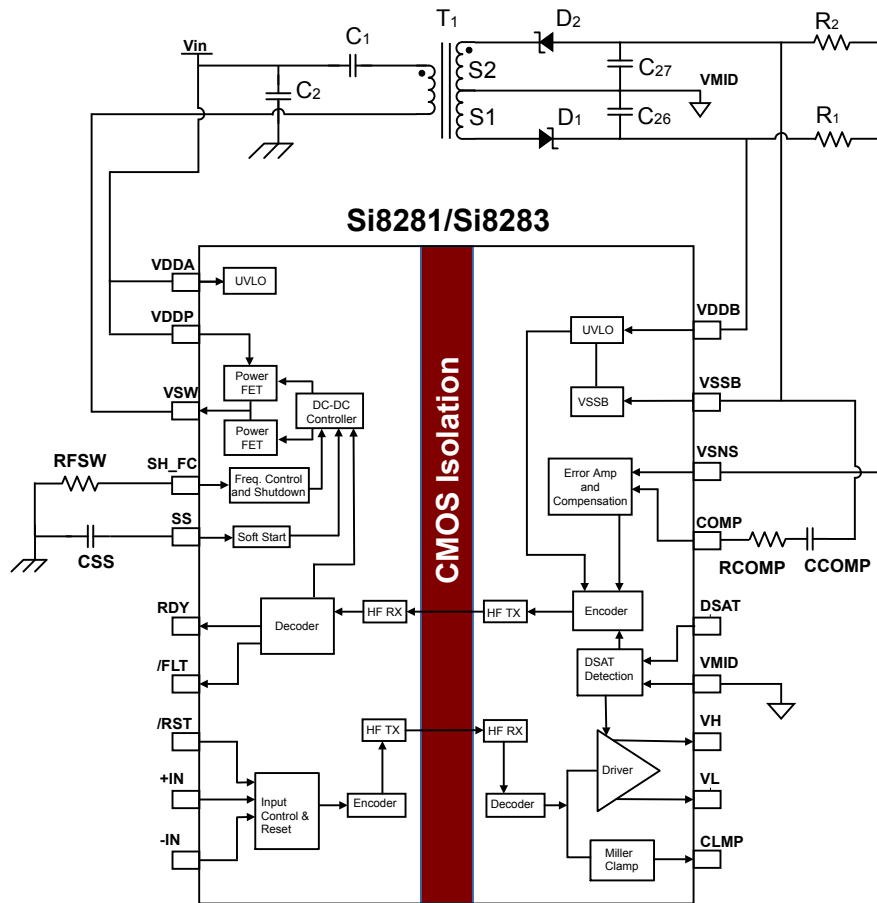 T1
D2
R2
Vin
C1
C2
S2
C27
VMID
S1
D1
C26
R1
Si8281/Si8283
CMOS Isolation
VDDA
UVLO
VDDP
Power
FET
VSW
Power
FET
DC-DC
Controller
RFSW
SH_FC
Freq. Control
and Shutdown
SS
Soft Start
CSS
RDY
Decoder
HF RX
/FLT
/RST
HF TX
+IN
Input
Control &
Reset
Encoder
-IN
VDDB
UVLO
VSSB
VSSB
VSNS
Error Amp
and
Compensation
COMP
RCOMP
CCOMP
HF TX
Encoder
DSAT
DSAT
Detection
VMID
HF RX
VH
Driver
VL
Decoder
Miller
Clamp
CLMP